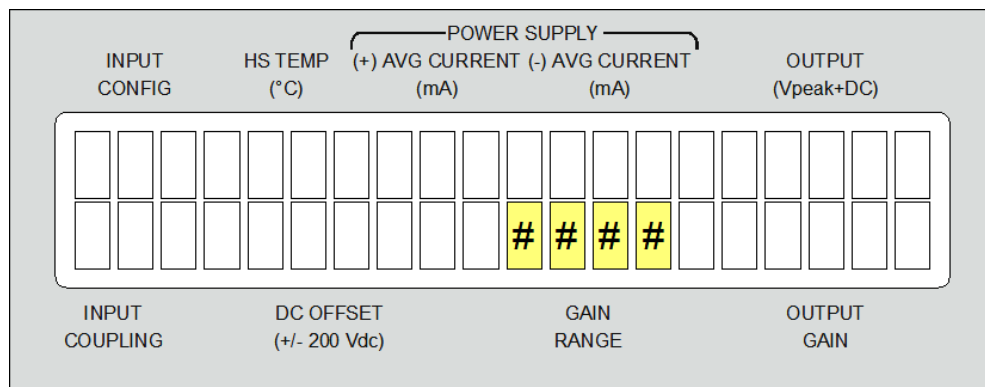 POWER SUPPLY
INPUT HS TEMP (+) AVG CURRENT (-) AVG CURRENT OUTPUT
CONFIG (°C) (mA) (mA) (Vpeak+DC)
# # # #
INPUT DC OFFSET GAIN OUTPUT
COUPLING (+/- 200 Vdc) RANGE GAIN